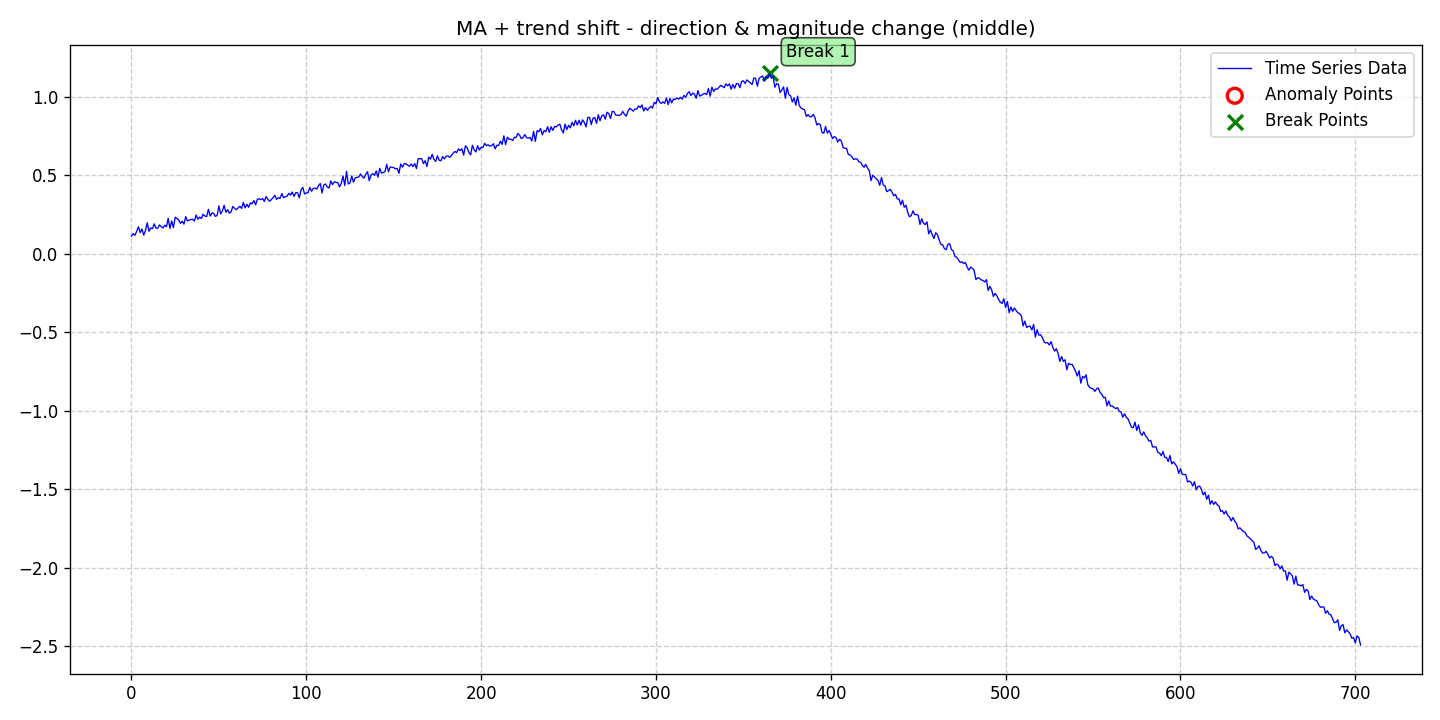 MA + trend shift - direction & magnitude change (middle)
Break 1
Time Series Data
Anomaly Points
Break Points
1.0
0.5
0.0
−0.5
−1.0
−1.5
−2.0
−2.5
0 100 200 300 400 500 600 700